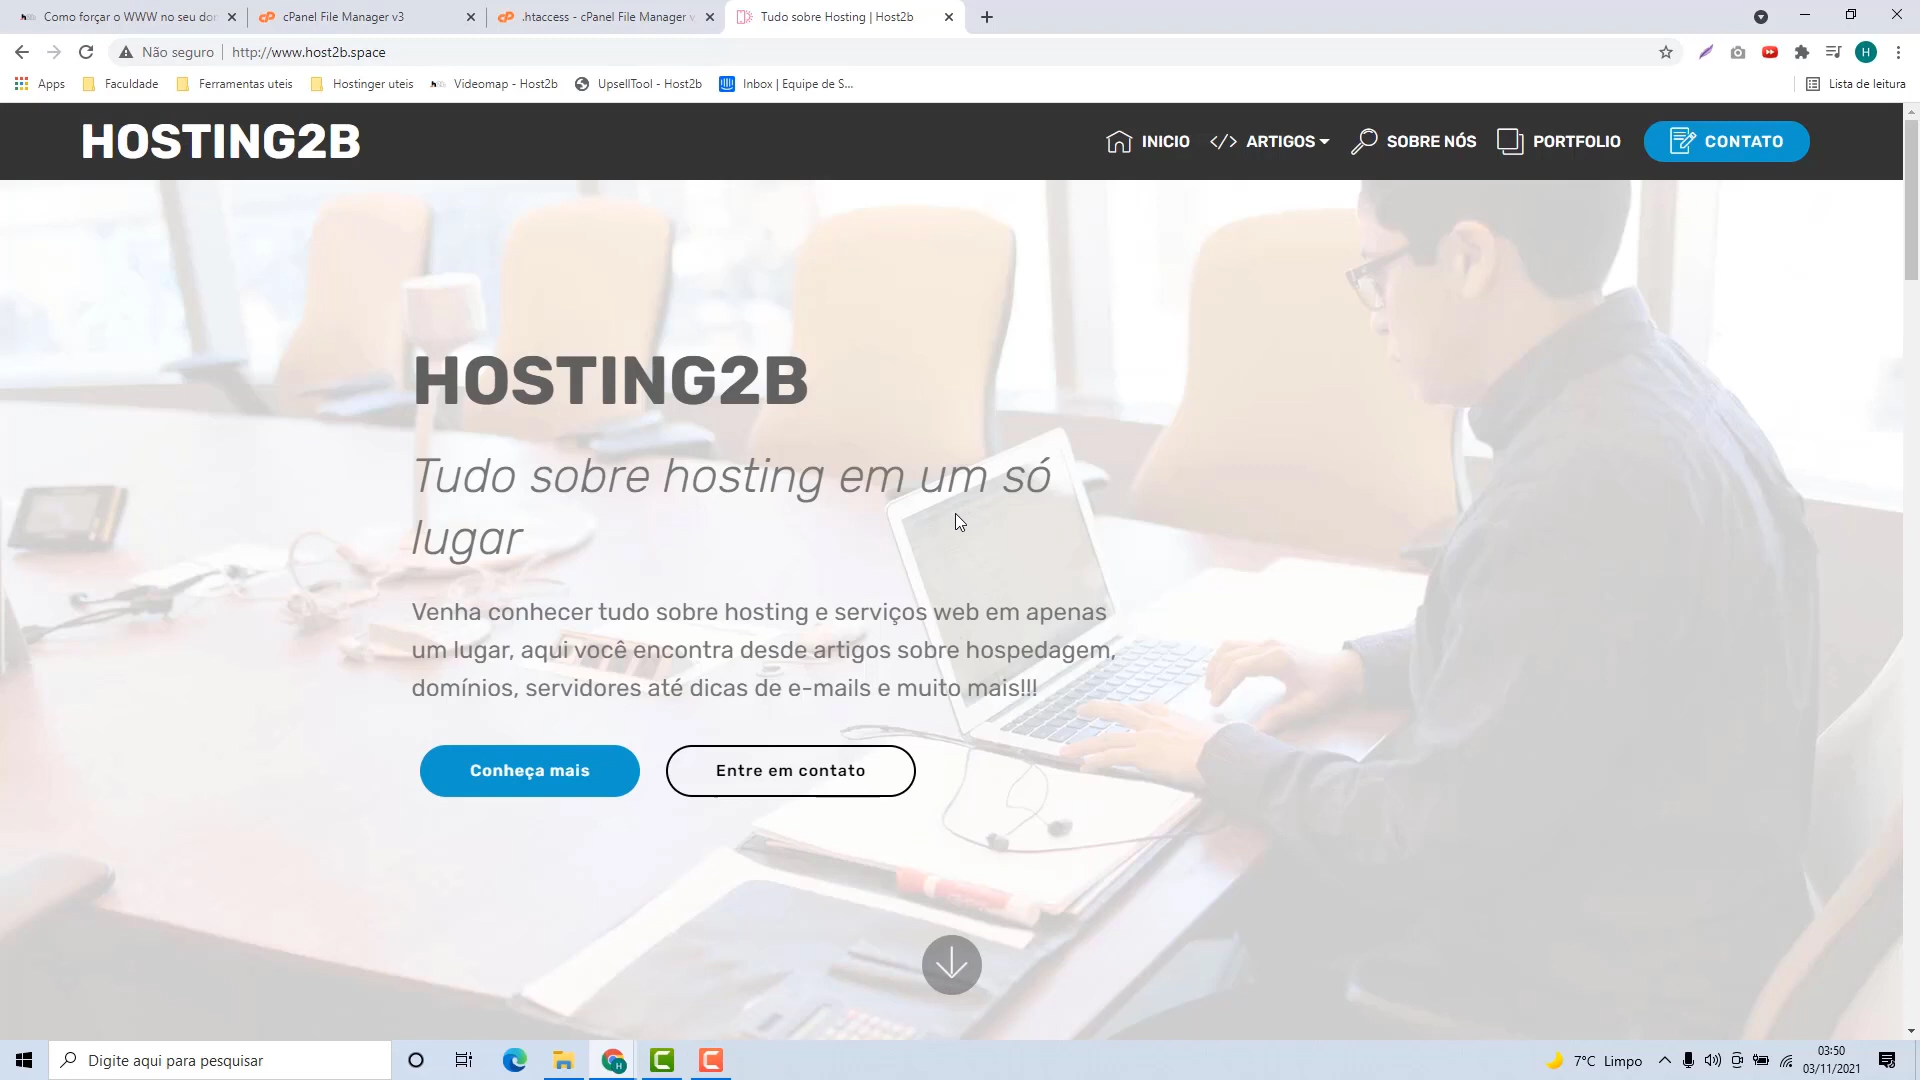 Como forçar o WWW no seu dor
cPanel File Manager v3
.htaccess - cPanel File Manager v
Tudo sobre Hosting | Host2b
Não seguro
http://www.host2b.space
H
Apps
Faculdade
Ferramentas uteis
Hostinger uteis
Videomap - Host2b
UpsellTool - Host2b
Inbox | Equipe de S...
Lista de leitura
HOSTING2B
INICIO
ARTIGOS
SOBRE NÓS
PORTFOLIO
CONTATO
HOSTING2B
Tudo sobre hosting em um só
lugar
Venha conhecer tudo sobre hosting e serviços web em apenas
um lugar, aqui você encontra desde artigos sobre hospedagem,
domínios, servidores até dicas de e-mails e muito mais!!!
Conheça mais
Entre em contato
Digite aqui para pesquisar
7°C Limpo
03:50
03/11/2021